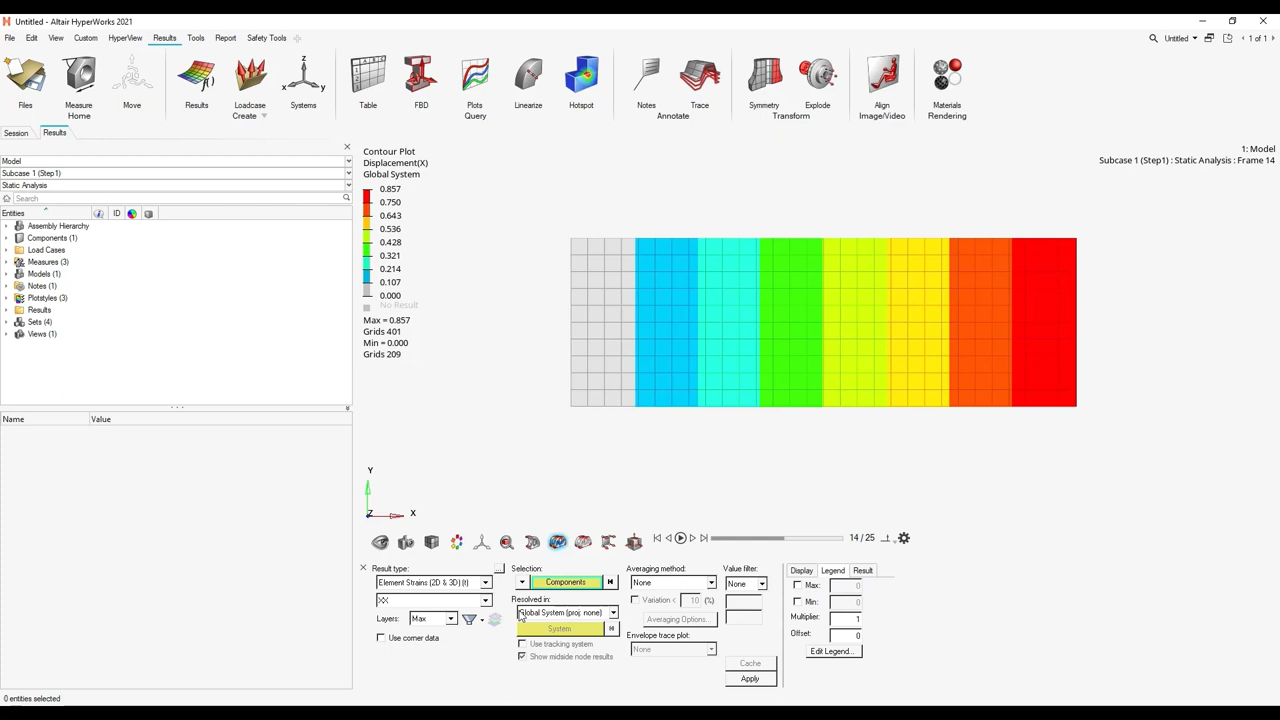 Untitled - Altair HyperWorks 2021
File Edit View Custom HyperView Results Tools Report Safety Tools
Untitled 1 of 1
Files Measure Move Results Loadcase Systems Table FBD Plots Linearize Hotspot Notes Trace Symmetry Explode Align Materials
Home Create Query Annotate Transform Image/Video Rendering
Session Results
Model
Subcase 1 (Step1)
Static Analysis
Search
Entities ID
Assembly Hierarchy
Components (1)
Load Cases
Measures (3)
Models (1)
Notes (1)
Plotstyles (3)
Results
Sets (4)
Views (1)
Name Value
Contour Plot
Displacement(X)
Global System
0.857
0.750
0.643
0.536
0.428
0.321
0.214
0.107
0.000
No Result
Max = 0.857
Grids 401
Min = 0.000
Grids 209
1: Model
Subcase 1 (Step1) : Static Analysis : Frame 14
Y
Z X
14 / 25
Result type:
Element Strains (2D & 3D) (t)
XX
Layers: Max
Use corner data
Selection:
Components
Resolved in:
Global System (proj: none)
System
Use tracking system
Show midside node results
Averaging method:
None
Variation < 10 (%)
Averaging Options...
Envelope trace plot:
None
Value filter:
None
Cache
Apply
Display Legend Result
Max: 0
Min: 0
Multiplier: 1
Offset: 0
Edit Legend...
0 entities selected